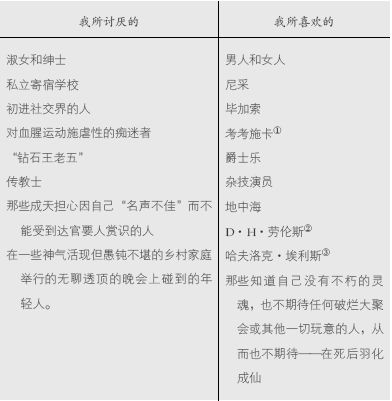 我所讨厌的
淑女和绅士
私立寄宿学校
初进社交界的人
对血腥运动施虐性的痴迷者
“钻石王老五”
传教士
那些成天担心因自己“名声不佳”而不
能受到达官要人赏识的人
在一些神气活现但愚钝不堪的乡村家庭
举行的无聊透顶的晚会上碰到的年
轻人。
我所喜欢的
男人和女人
尼采
毕加索
考考施卡①
爵士乐
杂技演员
地中海
D·H·劳伦斯②
哈夫洛克·埃利斯③
那些知道自己没有不朽的灵
魂，也不期待任何破烂大聚
会或其他一切玩意的人，从
而也不期待——在死后羽化
成仙